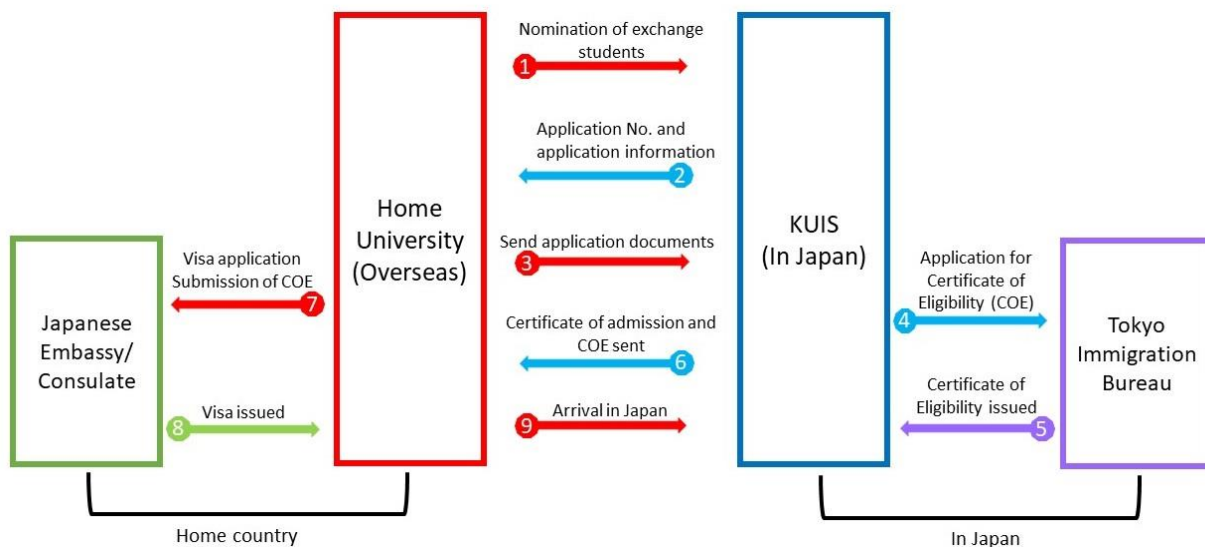 Nomination of exchange
students
1
Application No. and
application information
2
Home
University
(Overseas)
KUIS
(In Japan)
Send application documents
3
Visa application
Submission of COE
7
Application for
Certificate of
Eligibility (COE)
4
Japanese
Embassy/
Consulate
Certificate of admission and
COE sent
6
Tokyo
Immigration
Bureau
Visa issued
8
Arrival in Japan
9
Certificate of
Eligibility issued
5
Home country
In Japan